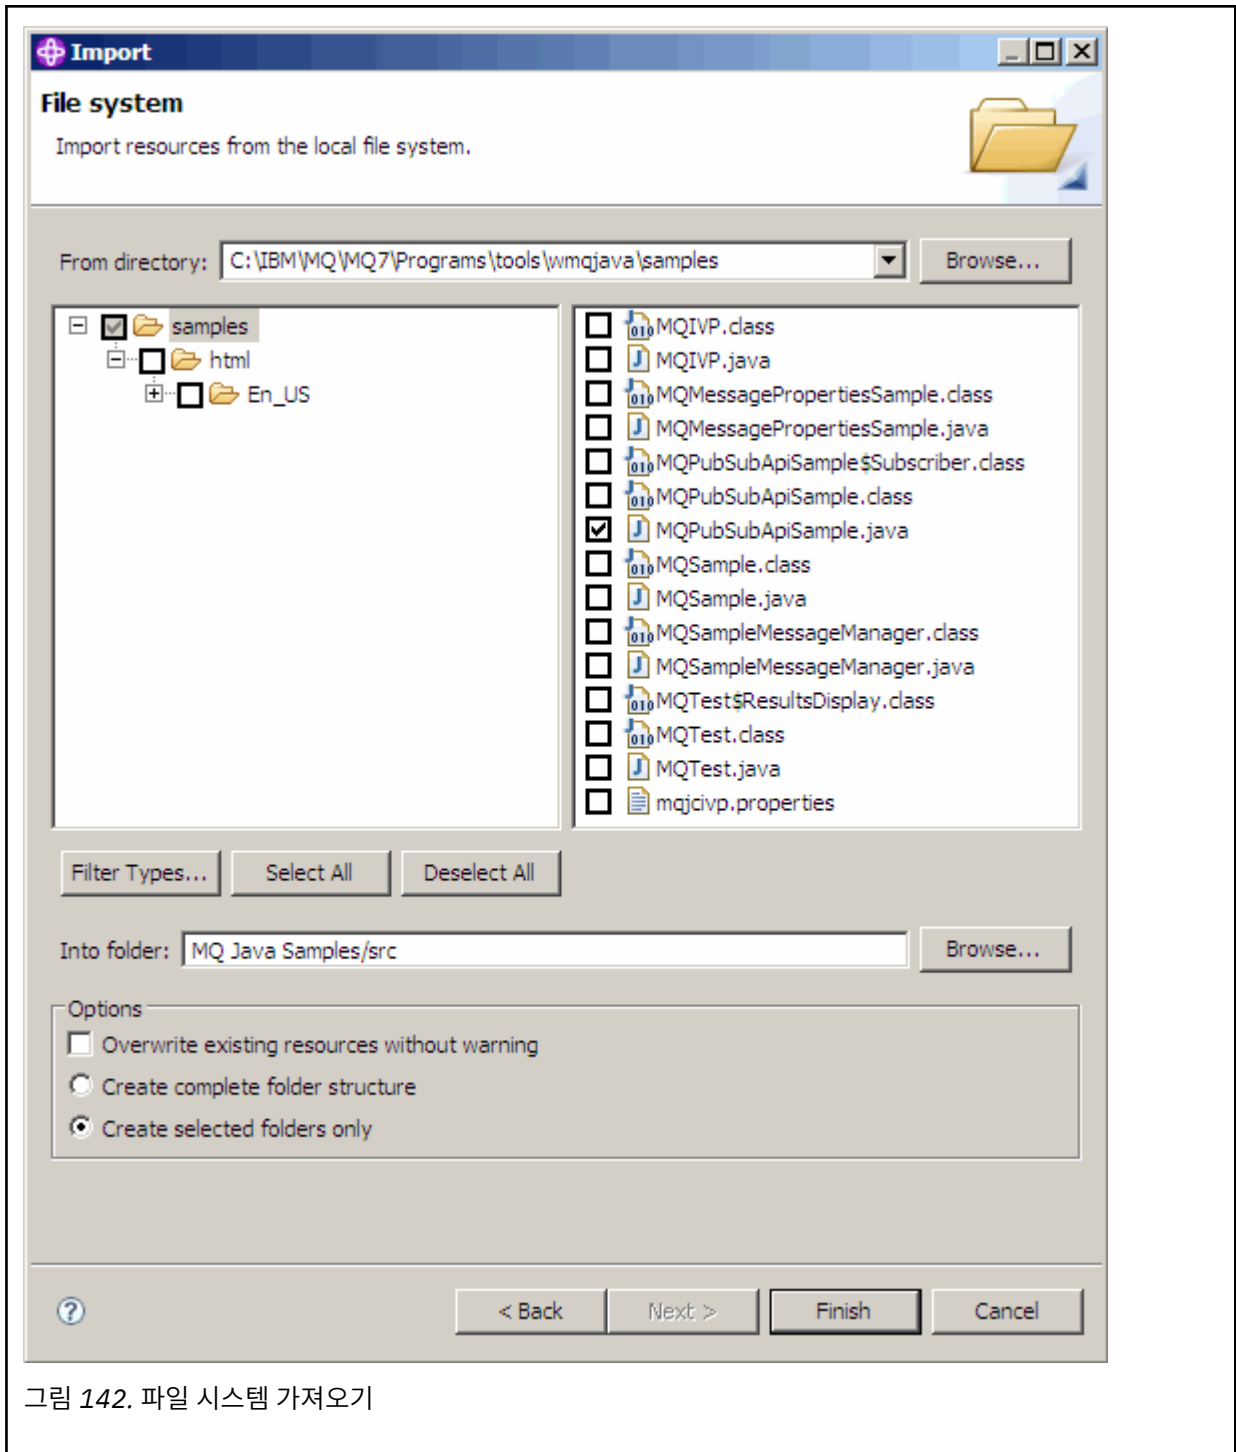 Import
File system
Import resources from the local file system.
From directory: C:\IBM\MQ\MQ7\Programs\tools\wmqjava\samples Browse...
samples
html
En_US
MQIVP.class
MQIVP.java
MQMessagePropertiesSample.class
MQMessagePropertiesSample.java
MQPubSubApiSample$Subscriber.class
MQPubSubApiSample.class
MQPubSubApiSample.java
MQSample.class
MQSample.java
MQSampleMessageManager.class
MQSampleMessageManager.java
MQTest$ResultsDisplay.class
MQTest.class
MQTest.java
mqjcivp.properties
Filter Types... Select All Deselect All
Into folder: MQ Java Samples/src Browse...
Options
Overwrite existing resources without warning
Create complete folder structure
Create selected folders only
< Back Next > Finish Cancel
그림 142. 파일 시스템 가져오기